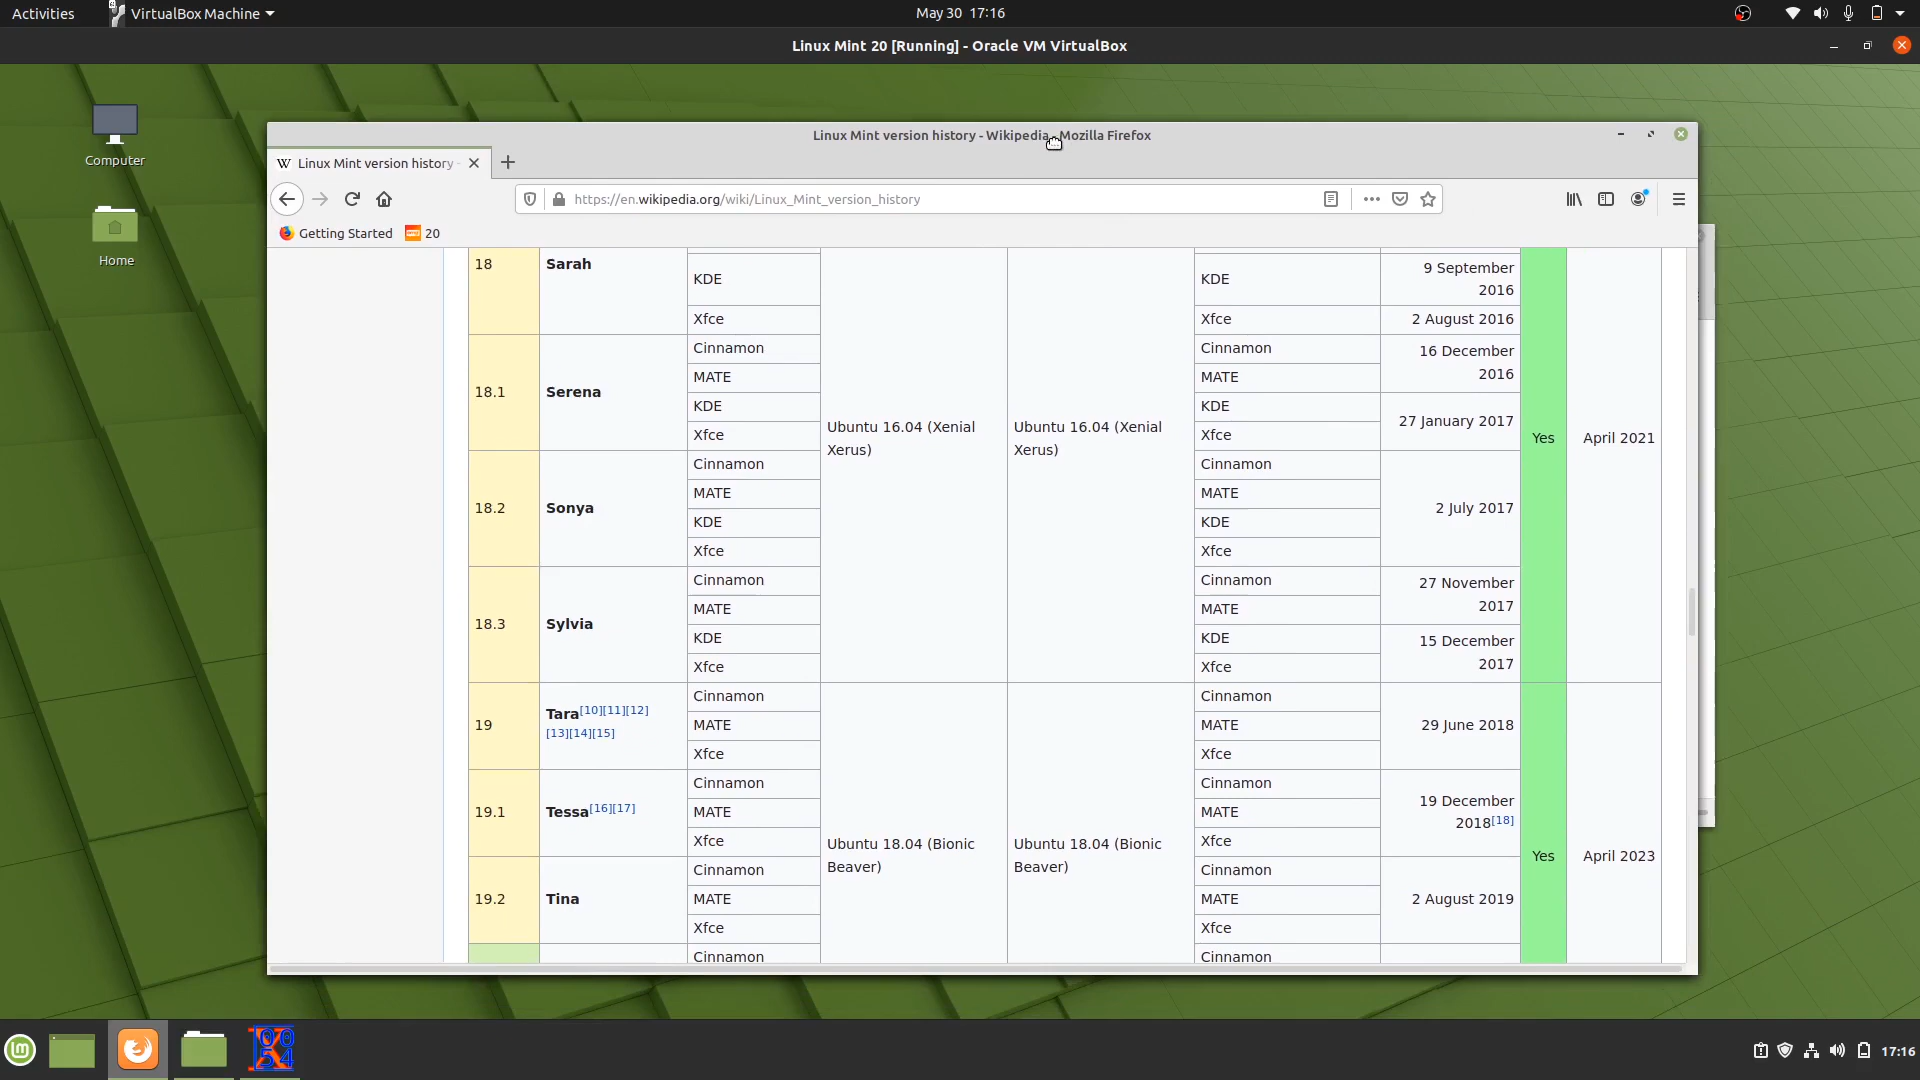 Activities
VirtualBox Machine
May 30 17:16
Linux Mint 20 [Running] - Oracle VM VirtualBox
Computer
Home
Linux Mint version history - Wikipedia - Mozilla Firefox
W Linux Mint version history
https://en.wikipedia.org/wiki/Linux_Mint_version_history
Getting Started
20
18
Sarah
KDE
KDE
9 September
2016
Xfce
Xfce
2 August 2016
18.1
Serena
Cinnamon
MATE
KDE
Xfce
Ubuntu 16.04 (Xenial
Xerus)
Ubuntu 16.04 (Xenial
Xerus)
Cinnamon
MATE
KDE
Xfce
16 December
2016
27 January 2017
Yes
April 2021
18.2
Sonya
Cinnamon
MATE
KDE
Xfce
Cinnamon
MATE
KDE
Xfce
2 July 2017
18.3
Sylvia
Cinnamon
MATE
KDE
Xfce
Cinnamon
MATE
KDE
Xfce
27 November
2017
15 December
2017
19
Tara[10][11][12]
[13][14][15]
Cinnamon
MATE
Xfce
Cinnamon
MATE
Xfce
29 June 2018
19.1
Tessa[16][17]
Cinnamon
MATE
Xfce
Ubuntu 18.04 (Bionic
Beaver)
Ubuntu 18.04 (Bionic
Beaver)
Cinnamon
MATE
Xfce
19 December
2018[18]
Yes
April 2023
19.2
Tina
Cinnamon
MATE
Xfce
Cinnamon
MATE
Xfce
2 August 2019
Cinnamon
Cinnamon
17:16